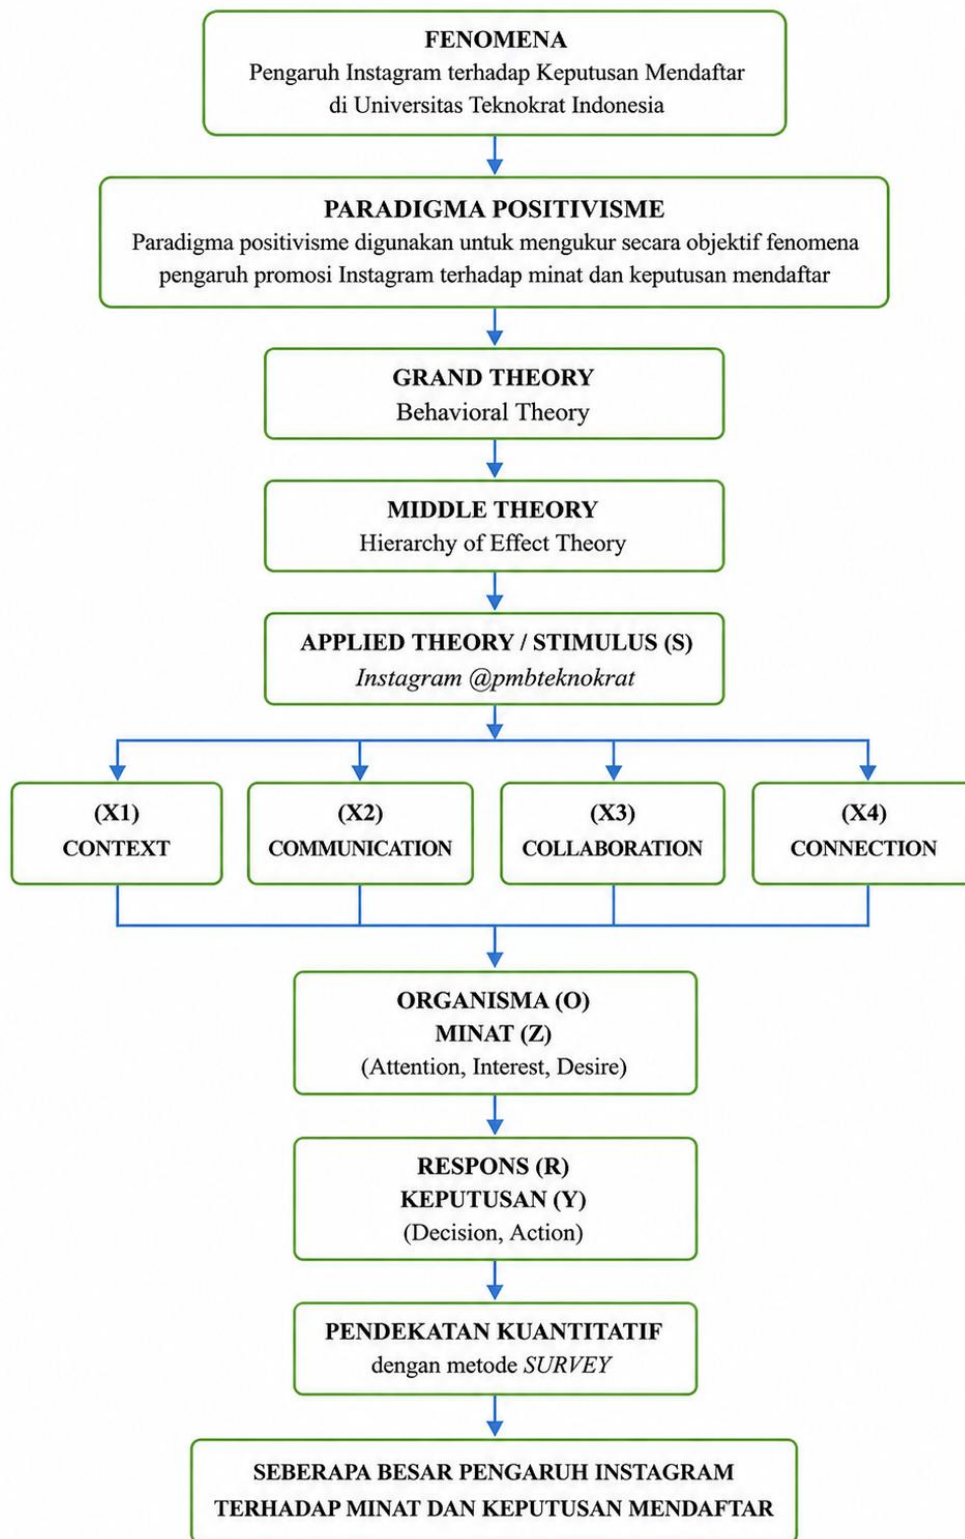 FENOMENA
Pengaruh Instagram terhadap Keputusan Mendaftar
di Universitas Teknokrat Indonesia
PARADIGMA POSITIVISME
Paradigma positivisme digunakan untuk mengukur secara objektif fenomena
pengaruh promosi Instagram terhadap minat dan keputusan mendaftar
GRAND THEORY
Behavioral Theory
MIDDLE THEORY
Hierarchy of Effect Theory
APPLIED THEORY / STIMULUS (S)
Instagram @pmbteknokrat
(X1)
CONTEXT
(X2)
COMMUNICATION
(X3)
COLLABORATION
(X4)
CONNECTION
ORGANISMA (O)
MINAT (Z)
(Attention, Interest, Desire)
RESPONS (R)
KEPUTUSAN (Y)
(Decision, Action)
PENDEKATAN KUANTITATIF
dengan metode SURVEY
SEBERAPA BESAR PENGARUH INSTAGRAM
TERHADAP MINAT DAN KEPUTUSAN MENDAFTAR